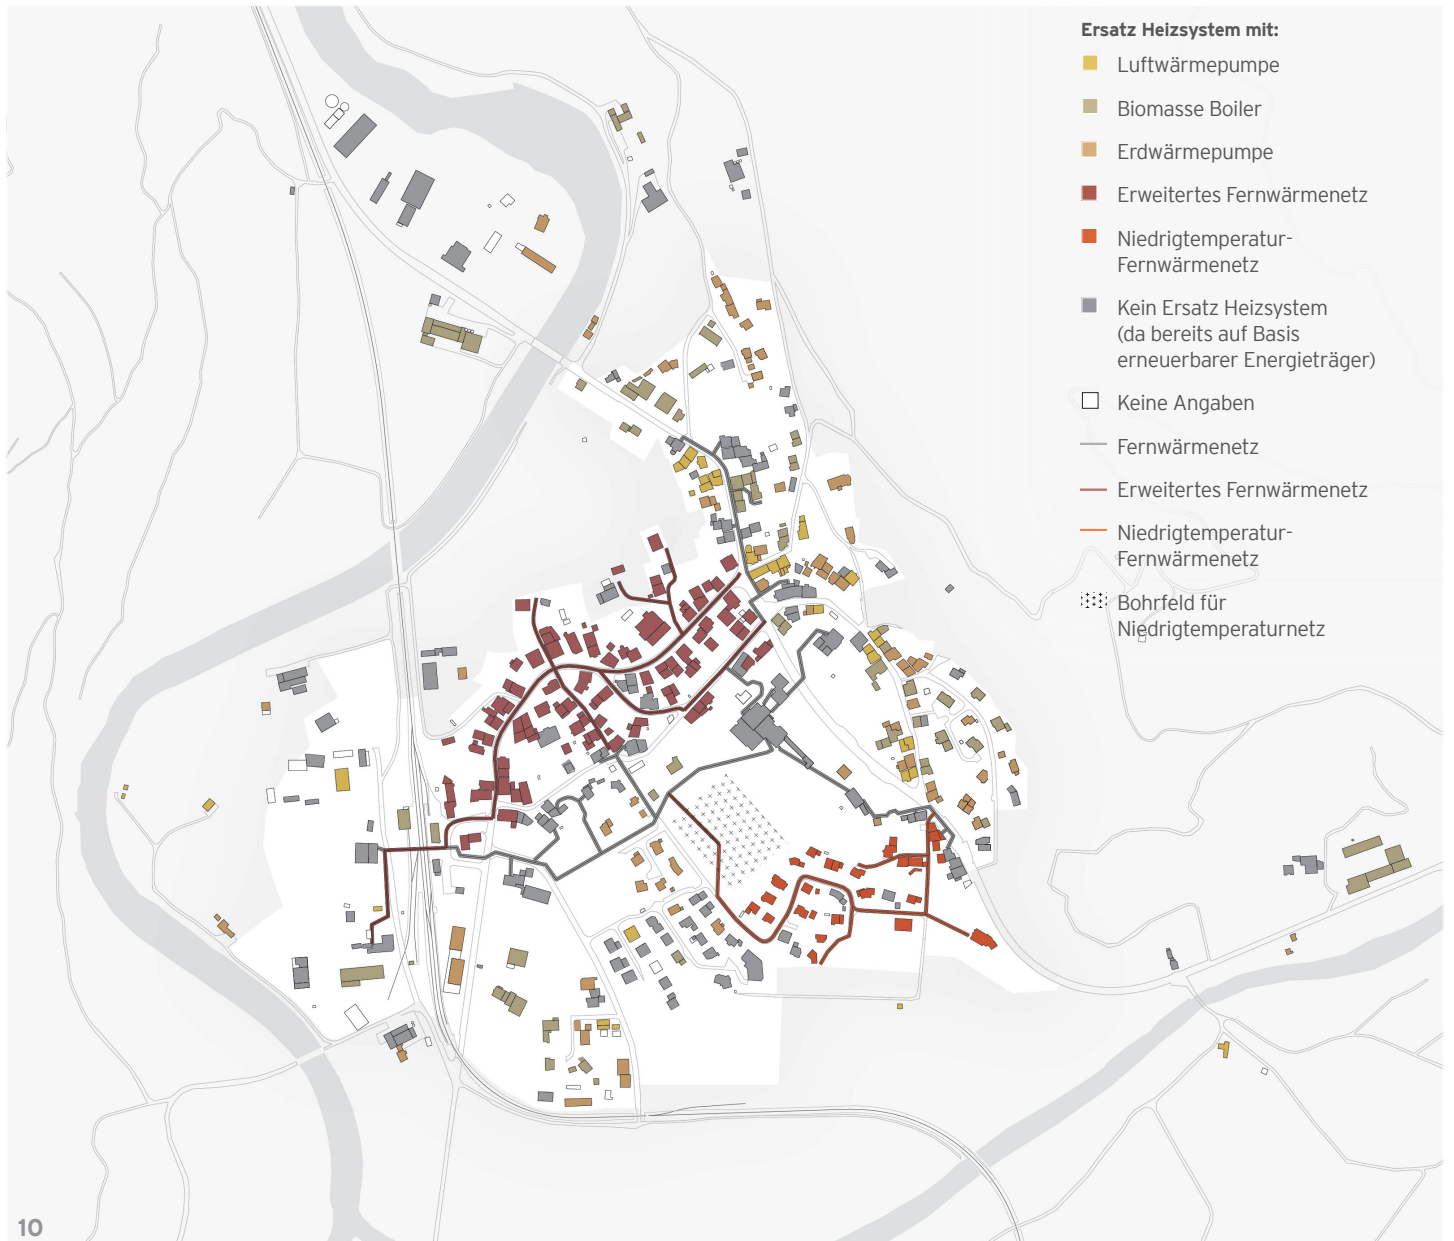 Ersatz Heizsystem mit:
Luftwärmepumpe
Biomasse Boiler
Erdwärmepumpe
Erweitertes Fernwärmenetz
Niedrigtemperatur-
Fernwärmenetz
Kein Ersatz Heizsystem
(da bereits auf Basis
erneuerbarer Energieträger)
Keine Angaben
Fernwärmenetz
Erweitertes Fernwärmenetz
Niedrigtemperatur-
Fernwärmenetz
Bohrfeld für
Niedrigtemperaturnetz
10